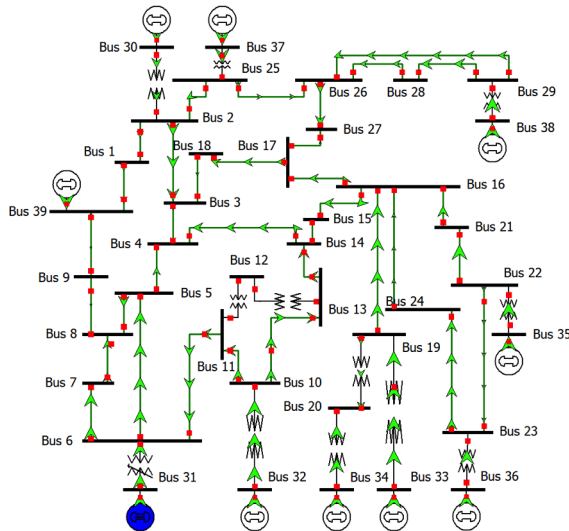 Bus 30
Bus 37
Bus 25
Bus 26
Bus 28
Bus 29
Bus 2
Bus 38
Bus 27
Bus 18
Bus 17
Bus 1
Bus 16
Bus 39
Bus 3
Bus 15
Bus 21
Bus 4
Bus 14
Bus 12
Bus 9
Bus 22
Bus 5
Bus 24
Bus 13
Bus 8
Bus 35
Bus 19
Bus 11
Bus 7
Bus 10
Bus 20
Bus 23
Bus 6
Bus 31
Bus 32
Bus 34
Bus 33
Bus 36